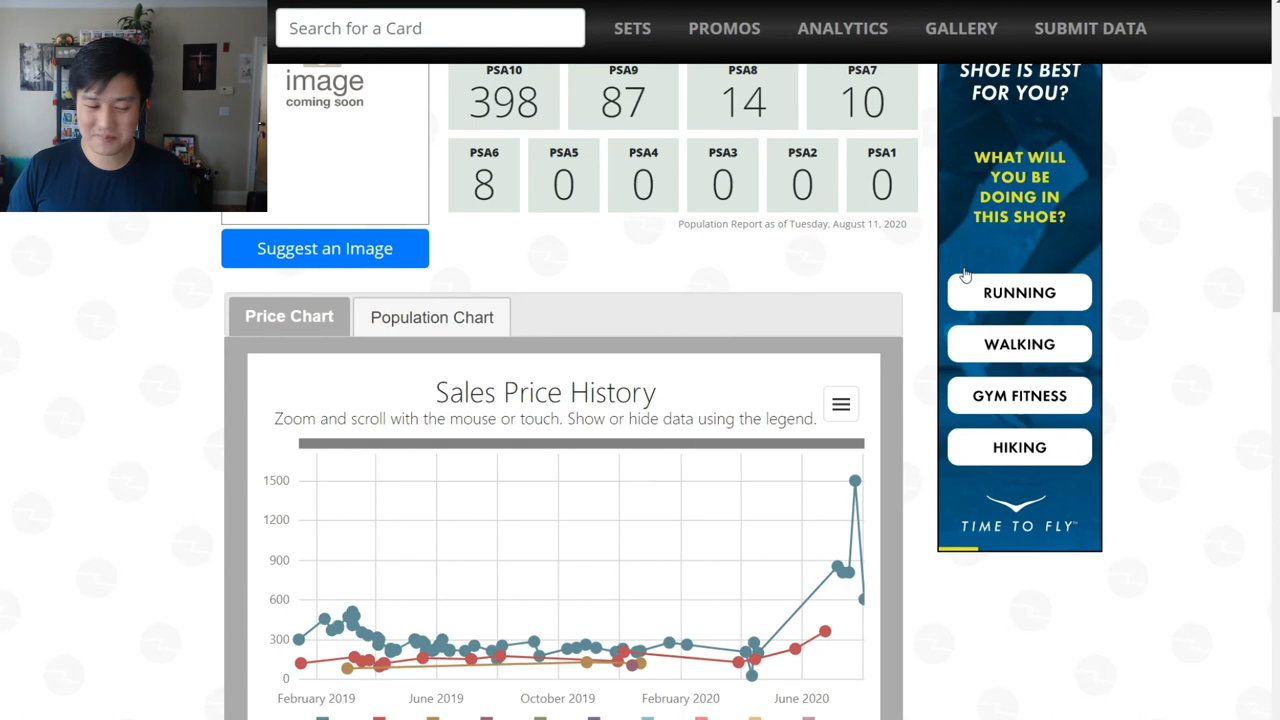 Search for a Card
SETS
PROMOS
ANALYTICS
GALLERY
SUBMIT DATA
image
coming soon
PSA10
398
PSA9
87
PSA8
14
PSA7
10
PSA6
8
PSA5
0
PSA4
0
PSA3
0
PSA2
0
PSA1
0
Population Report as of Tuesday, August 11, 2020
Suggest an Image
Price Chart
Population Chart
Sales Price History
Zoom and scroll with the mouse or touch. Show or hide data using the legend.
1500
1200
900
600
300
0
February 2019
June 2019
October 2019
February 2020
June 2020
SHOE IS BEST
FOR YOU?
WHAT WILL
YOU BE
DOING IN
THIS SHOE?
RUNNING
WALKING
GYM FITNESS
HIKING
TIME TO FLY™